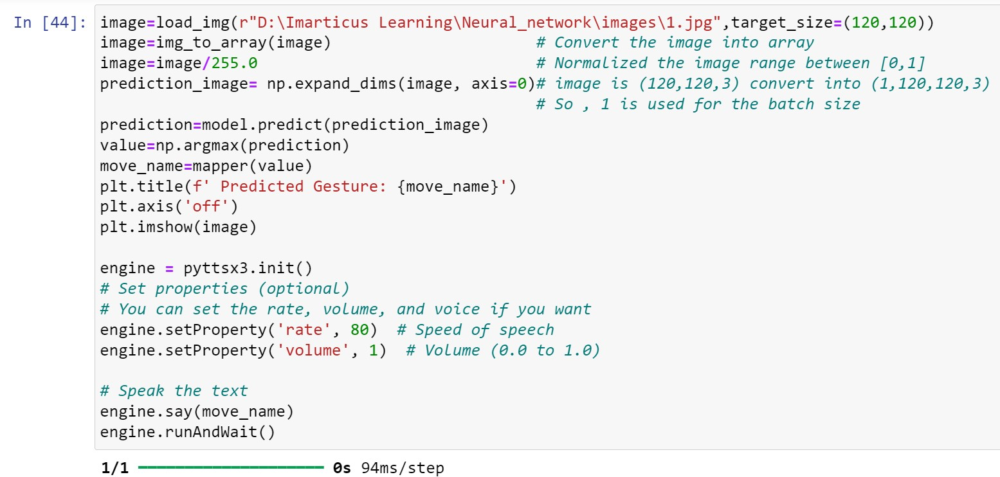 In [44]: image=load_img(r"D:\Imarticus Learning\Neural_network\images\1.jpg",target_size=(120,120))
image=img_to_array(image) # Convert the image into array
image=image/255.0 # Normalized the image range between [0,1]
prediction_image= np.expand_dims(image, axis=0)# image is (120,120,3) convert into (1,120,120,3)
# So , 1 is used for the batch size
prediction=model.predict(prediction_image)
value=np.argmax(prediction)
move_name=mapper(value)
plt.title(f' Predicted Gesture: {move_name}')
plt.axis('off')
plt.imshow(image)
engine = pyttsx3.init()
# Set properties (optional)
# You can set the rate, volume, and voice if you want
engine.setProperty('rate', 80)  # Speed of speech
engine.setProperty('volume', 1)  # Volume (0.0 to 1.0)
# Speak the text
engine.say(move_name)
engine.runAndWait()
1/1 ━━━━━━━━━━━━━━━━━━━━ 0s 94ms/step